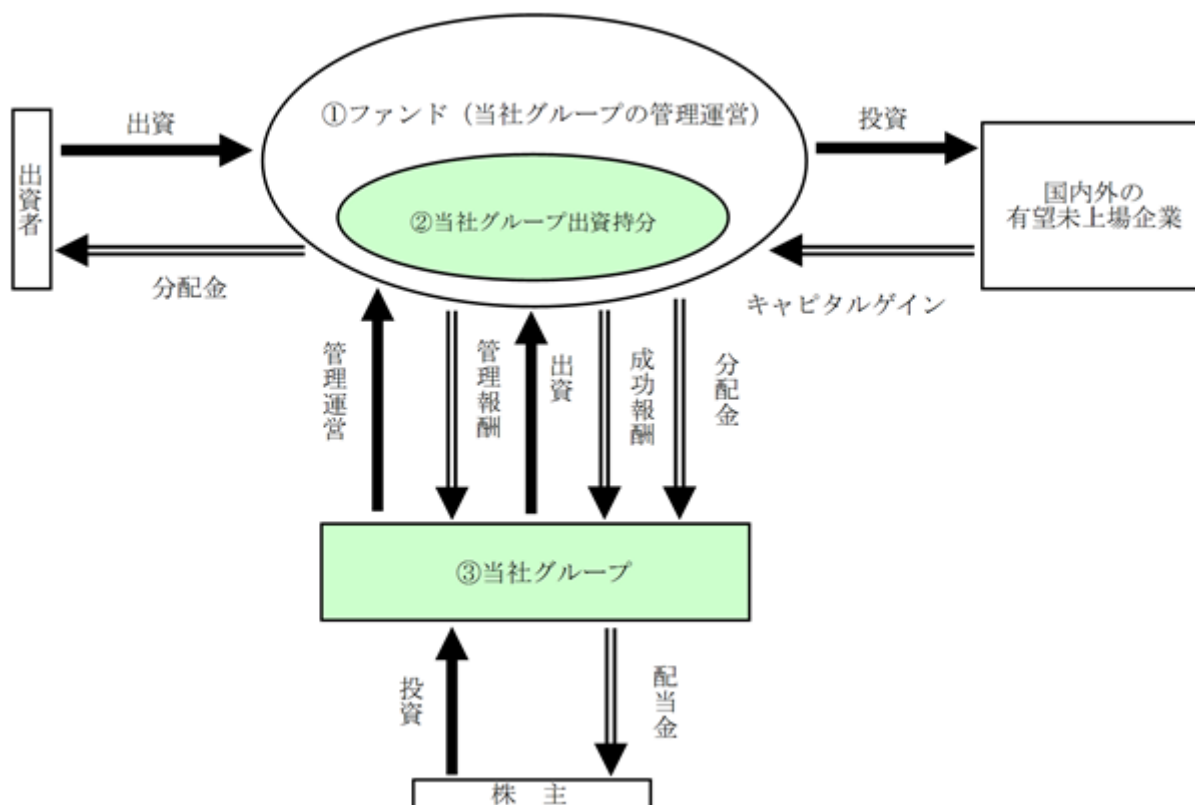 ①ファンド（当社グループの管理運営）
出資
投資
出資者
国内外の
有望未上場企業
②当社グループ出資持分
分配金
キャピタルゲイン
管理運営
管理報酬
出資
成功報酬
分配金
③当社グループ
投資
配当金
株　主